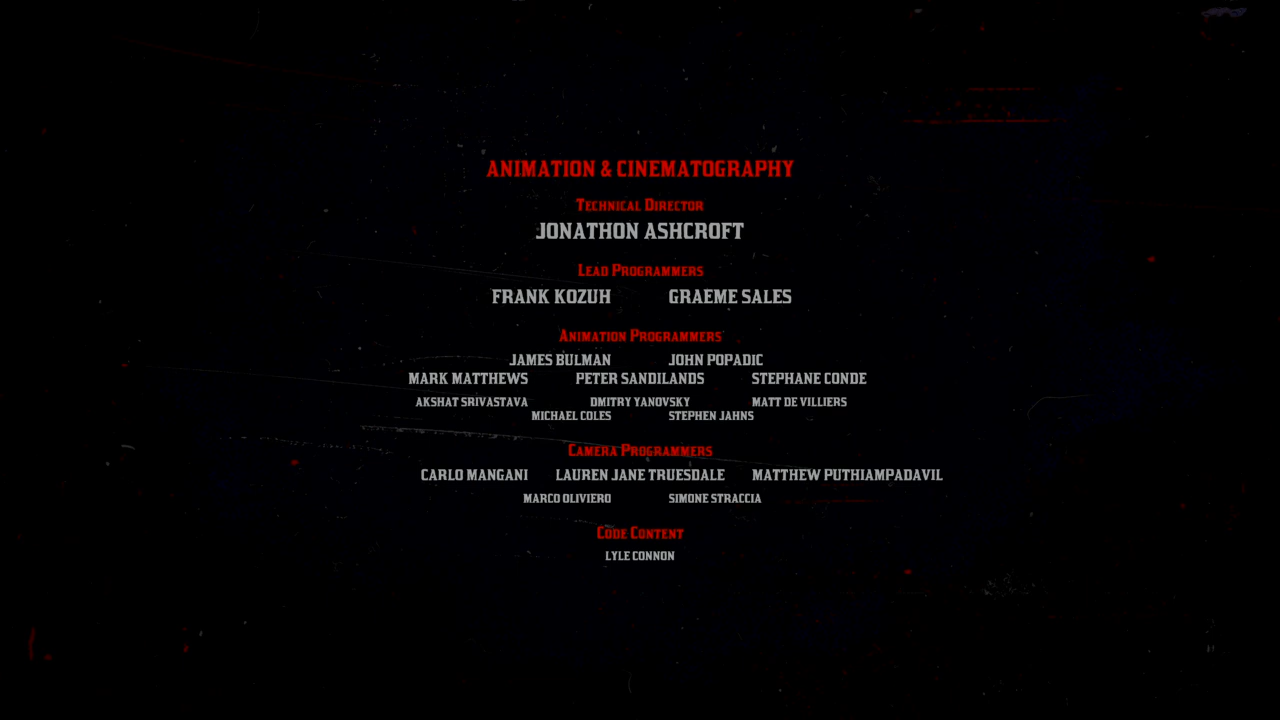 ANIMATION & CINEMATOGRAPHY
TECHNICAL DIRECTOR
JONATHON ASHCROFT
LEAD PROGRAMMERS
FRANK KOZUH GRAEME SALES
ANIMATION PROGRAMMERS
JAMES BULMAN JOHN POPADIC
MARK MATTHEWS PETER SANDILANDS STEPHANE CONDE
AKSHAT SRIVASTAVA DMITRY YANOVSKY MATT DE VILLIERS
MICHAEL COLES STEPHEN JAHNS
CAMERA PROGRAMMERS
CARLO MANGANI LAUREN JANE TRUESDALE MATTHEW PUTHIAMPADAVIL
MARCO OLIVIERO SIMONE STRACCIA
CODE CONTENT
LYLE CONNON